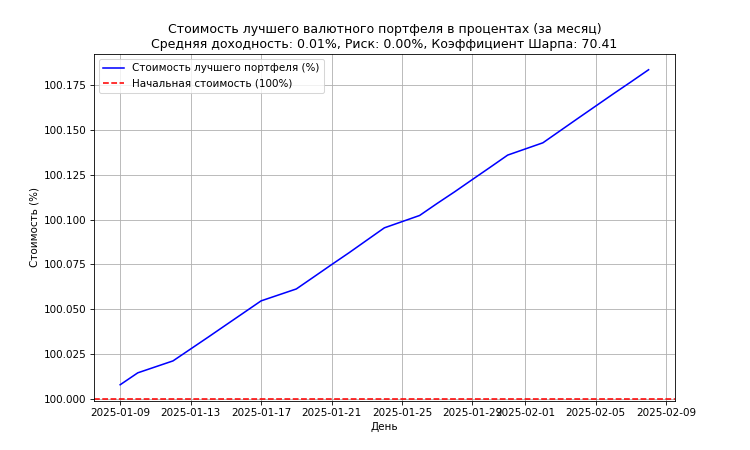 Стоимость лучшего валютного портфеля в процентах (за месяц)
Средняя доходность: 0.01%, Риск: 0.00%, Коэффициент Шарпа: 70.41
Стоимость лучшего портфеля (%)
Начальная стоимость (100%)
100.175
100.150
100.125
100.100
100.075
100.050
100.025
100.000
Стоимость (%)
2025-01-09 2025-01-13 2025-01-17 2025-01-21 2025-01-25 2025-01-29 2025-02-01 2025-02-05 2025-02-09
День